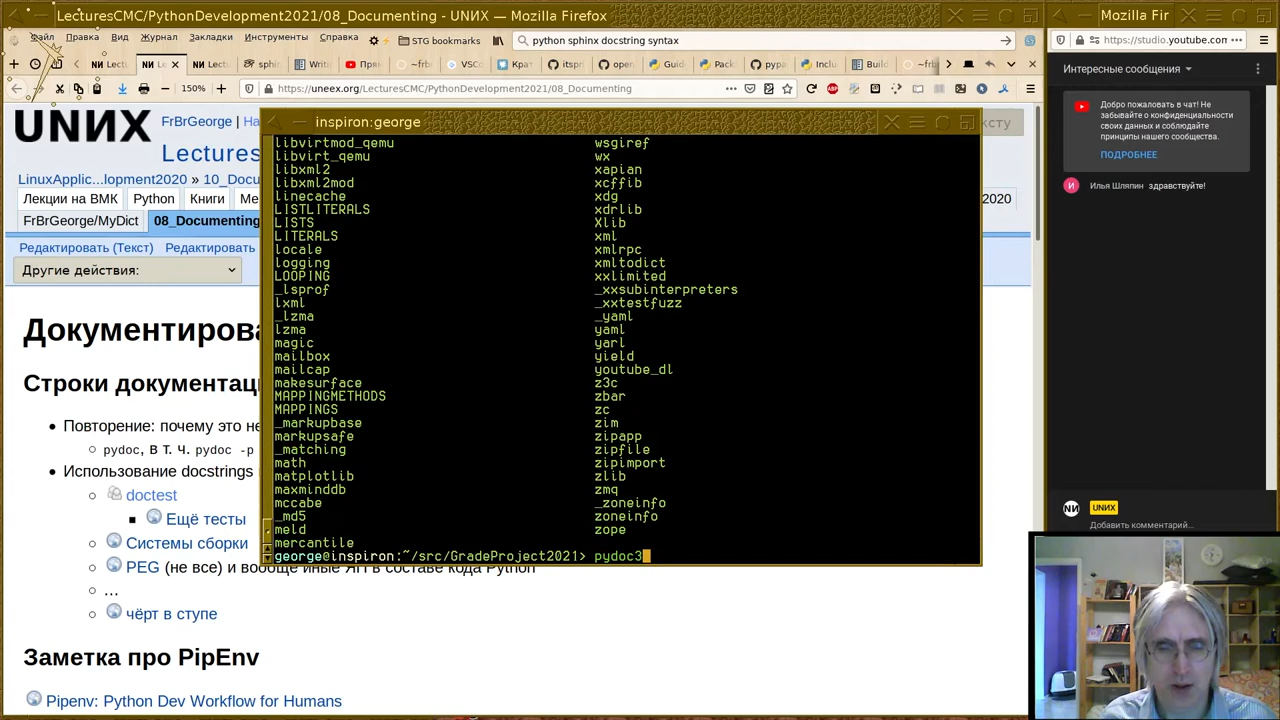 LecturesCMC/PythonDevelopment2021/08_Documenting - UNИX — Mozilla Firefox
Mozilla Fir
Файл Правка Вид Журнал Закладки Инструменты Справка STG bookmarks python sphinx docstring syntax
https://studio.youtube.com
150% https://uneex.org/LecturesCMC/PythonDevelopment2021/08_Documenting
Интересные сообщения
UNИX
FrBrGeorge
Lectures
LinuxApplic...lopment2020 » 10_Docu
Лекции на ВМК Python Книги 2020
FrBrGeorge/MyDict 08_Documenting
Редактировать (Текст) Редактировать
Другие действия:
Документирова
Строки документац
Повторение: почему это не
pydoc, в т. ч. pydoc -p
Использование docstrings
doctest
Ещё тесты
Системы сборки
PEG (не все) и вообще иные ЯП в составе кода Python
...
чёрт в ступе
Заметка про PipEnv
Pipenv: Python Dev Workflow for Humans
inspiron:george
libvirtmod_qemu wsgiref
libvirt_qemu wx
libxml2 xapian
libxml2mod xcffib
linecache xdg
LISTLITERALS xdrlib
LISTS Xlib
LITERALS xml
locale xmlrpc
logging xmltodict
LOOPING xxlimited
_lsprof _xxsubinterpreters
lxml _xxtestfuzz
_lzma _yaml
lzma yaml
magic yarl
mailbox yield
mailcap youtube_dl
makesurface z3c
MAPPINGMETHODS zbar
MAPPINGS zc
_markupbase zim
markupsafe zipapp
_matching zipfile
math zipimport
matplotlib zlib
maxminddb zmq
mccabe _zoneinfo
_md5 zoneinfo
meld zope
mercantile
george@inspiron:~/src/GradeProject2021> pydoc3
Добро пожаловать в чат! Не
забывайте о конфиденциальности
своих данных и соблюдайте
принципы нашего сообщества.
ПОДРОБНЕЕ
Илья Шляпин здравствуйте!
UNИX
Добавить комментарий...